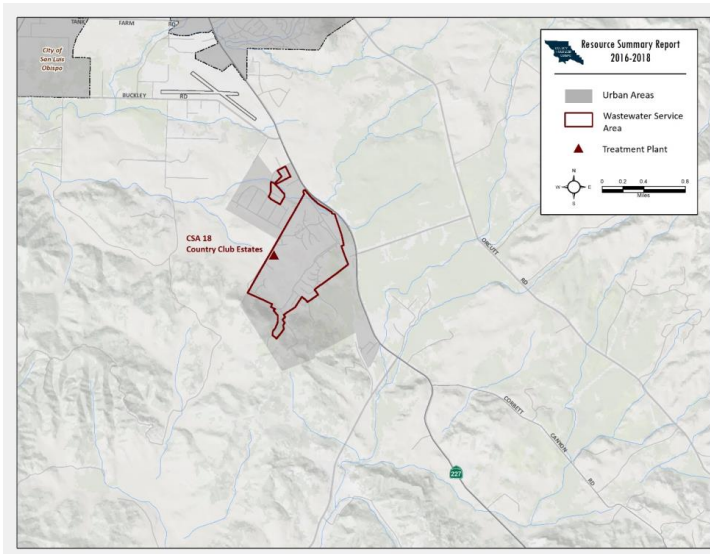 TANK FARM RD
City of
San Luis
Obispo
BUCKLEY RD
CSA 18
Country Club Estates
ORCUTT RD
CORBETT CANYON RD
227
Resource Summary Report
2016-2018
Urban Areas
Wastewater Service
Area
Treatment Plant
N
W E
S
0 0.2 0.4 0.8
Miles